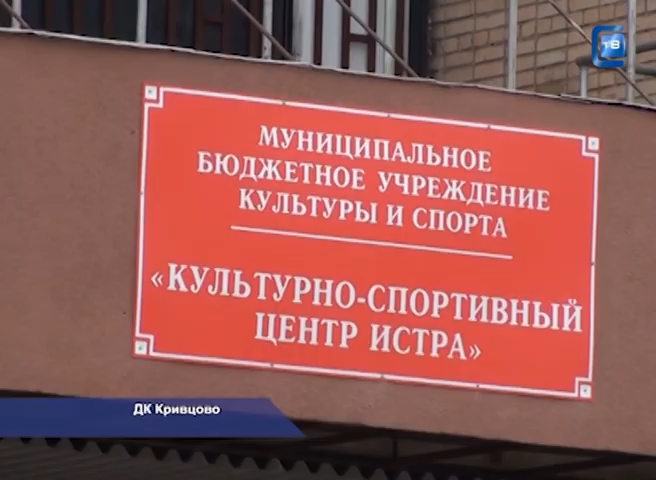 ТВ
МУНИЦИПАЛЬНОЕ
БЮДЖЕТНОЕ УЧРЕЖДЕНИЕ
КУЛЬТУРЫ И СПОРТА
«КУЛЬТУРНО-СПОРТИВНЫЙ
ЦЕНТР ИСТРА»
ДК Кривцово